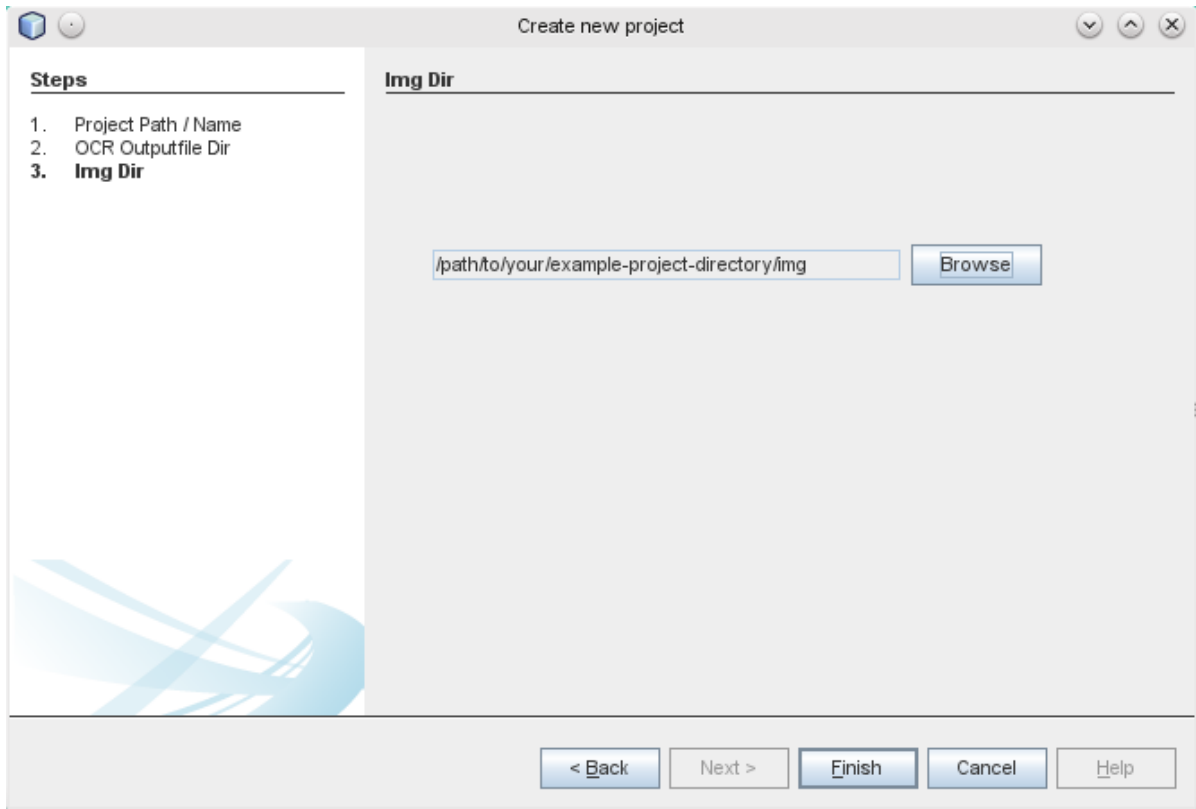 Create new project
Steps
1. Project Path / Name
2. OCR Outputfile Dir
3. Img Dir
Img Dir
/path/to/your/example-project-directory/img
Browse
< Back Next > Finish Cancel Help